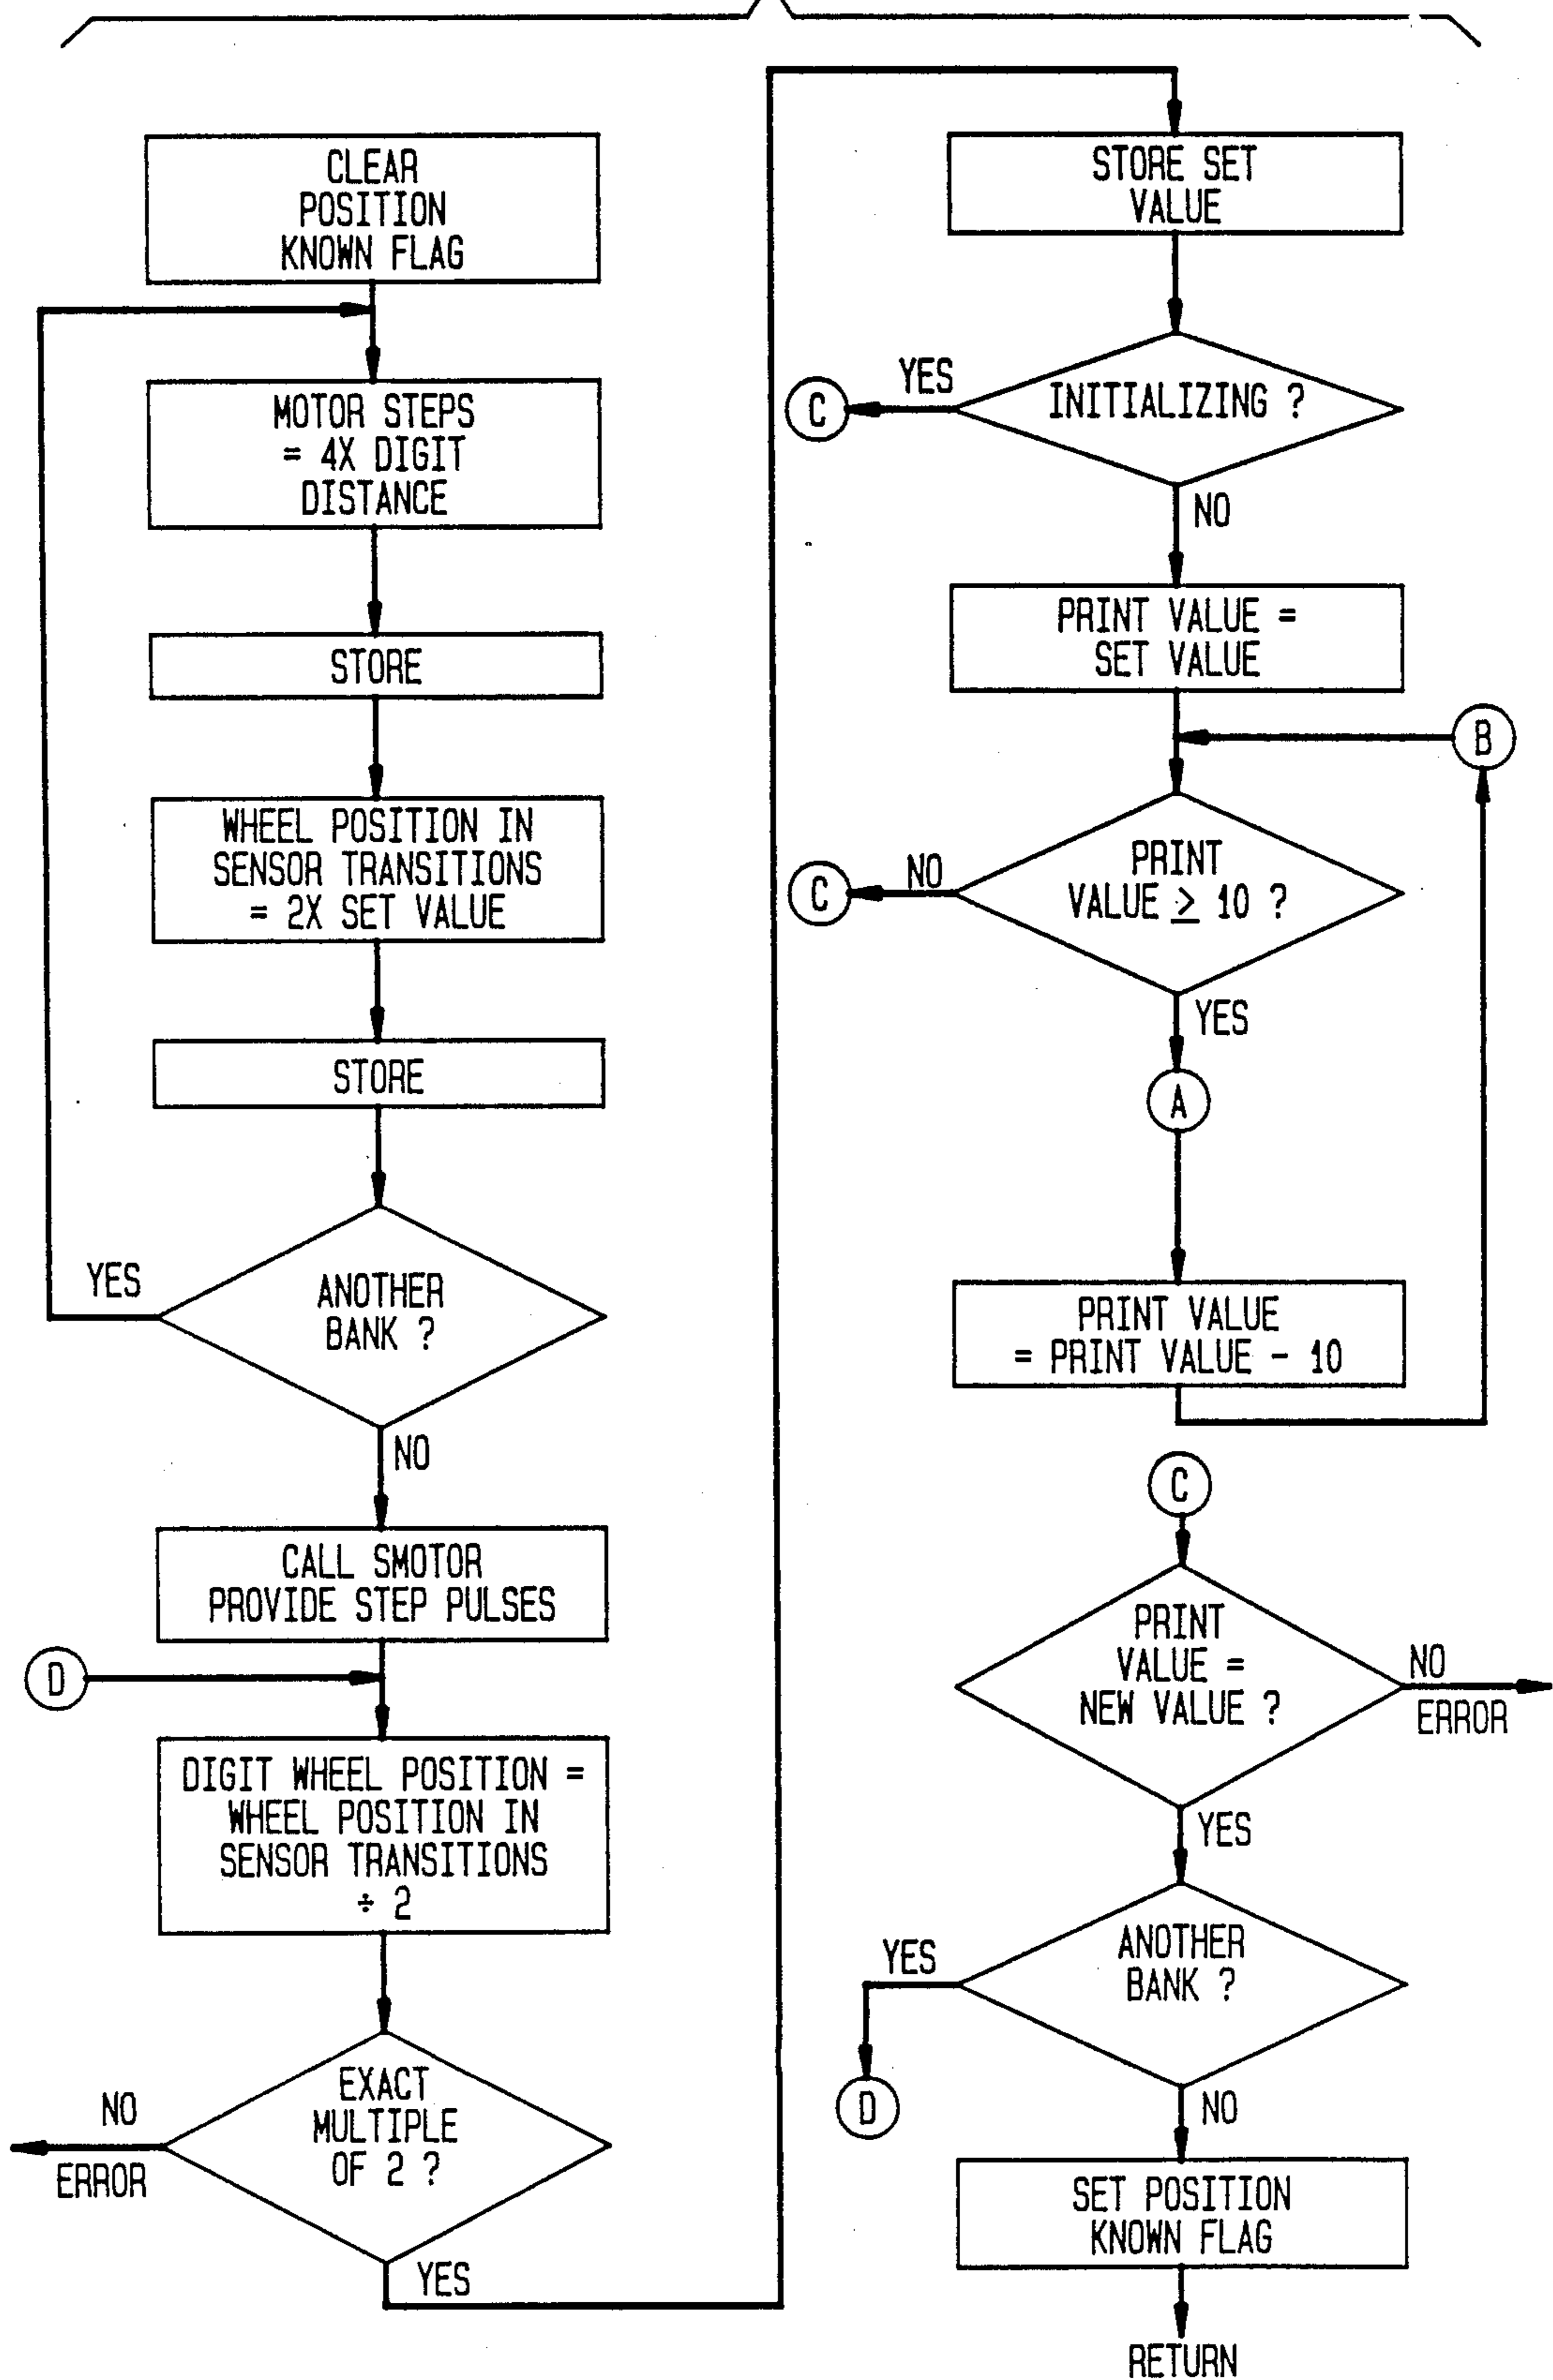 CLEAR
POSITION
KNOWN FLAG
MOTOR STEPS
= 4X DIGIT
DISTANCE
STORE
WHEEL POSITION IN
SENSOR TRANSITIONS
= 2X SET VALUE
STORE
YES
ANOTHER
BANK ?
NO
CALL SMOTOR
PROVIDE STEP PULSES
D
DIGIT WHEEL POSITION =
WHEEL POSITION IN
SENSOR TRANSITIONS
÷ 2
EXACT
MULTIPLE
OF 2 ?
NO
ERROR
YES
STORE SET
VALUE
INITIALIZING ?
YES
C
NO
PRINT VALUE =
SET VALUE
B
PRINT
VALUE ≥ 10 ?
NO
C
YES
A
PRINT VALUE
= PRINT VALUE - 10
C
PRINT
VALUE =
NEW VALUE ?
NO
ERROR
YES
ANOTHER
BANK ?
YES
D
NO
SET POSITION
KNOWN FLAG
RETURN